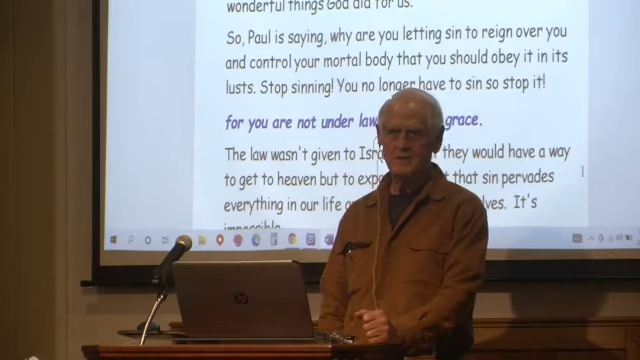 wonderful things God did for us.
So, Paul is saying, why are you letting sin to reign over you
and control your mortal body that you should obey it in its
lusts. Stop sinning! You no longer have to sin so stop it!
for you are not under law grace.
The law wasn't given to they would have a way
to get to heaven but to that sin pervades
everything in our life It's
impossible
hp